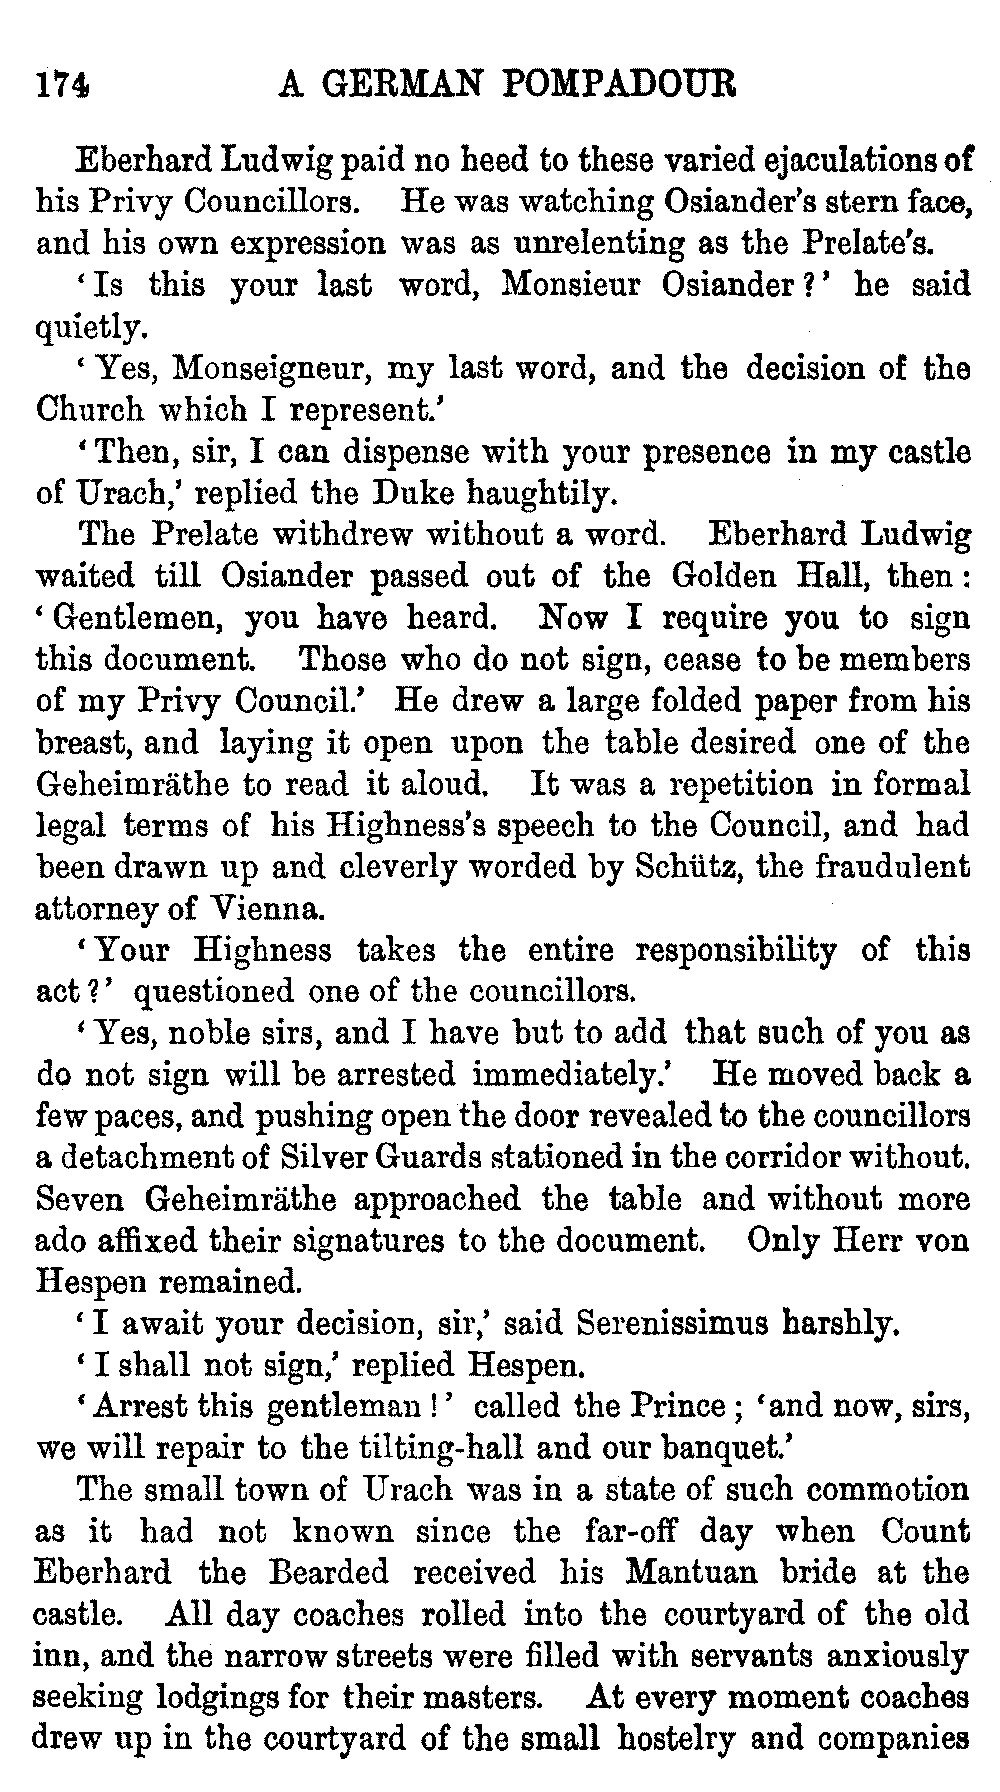 174 A GERMAN POMPADOUR
Eberhard Ludwig paid no heed to these varied ejaculations of
his Privy Councillors. He was watching Osiander's stern face,
and his own expression was as unrelenting as the Prelate's.
‘Is this your last word, Monsieur Osiander?’ he said
quietly.
‘Yes, Monseigneur, my last word, and the decision of the
Church which I represent.’
‘Then, sir, I can dispense with your presence in my castle
of Urach,’ replied the Duke haughtily.
The Prelate withdrew without a word. Eberhard Ludwig
waited till Osiander passed out of the Golden Hall, then:
‘Gentlemen, you have heard. Now I require you to sign
this document. Those who do not sign, cease to be members
of my Privy Council.’ He drew a large folded paper from his
breast, and laying it open upon the table desired one of the
Geheimräthe to read it aloud. It was a repetition in formal
legal terms of his Highness's speech to the Council, and had
been drawn up and cleverly worded by Schütz, the fraudulent
attorney of Vienna.
‘Your Highness takes the entire responsibility of this
act?’ questioned one of the councillors.
‘Yes, noble sirs, and I have but to add that such of you as
do not sign will be arrested immediately.’ He moved back a
few paces, and pushing open the door revealed to the councillors
a detachment of Silver Guards stationed in the corridor without.
Seven Geheimräthe approached the table and without more
ado affixed their signatures to the document. Only Herr von
Hespen remained.
‘I await your decision, sir,’ said Serenissimus harshly.
‘I shall not sign,’ replied Hespen.
‘Arrest this gentleman!’ called the Prince; ‘and now, sirs,
we will repair to the tilting-hall and our banquet.’
The small town of Urach was in a state of such commotion
as it had not known since the far-off day when Count
Eberhard the Bearded received his Mantuan bride at the
castle. All day coaches rolled into the courtyard of the old
inn, and the narrow streets were filled with servants anxiously
seeking lodgings for their masters. At every moment coaches
drew up in the courtyard of the small hostelry and companies